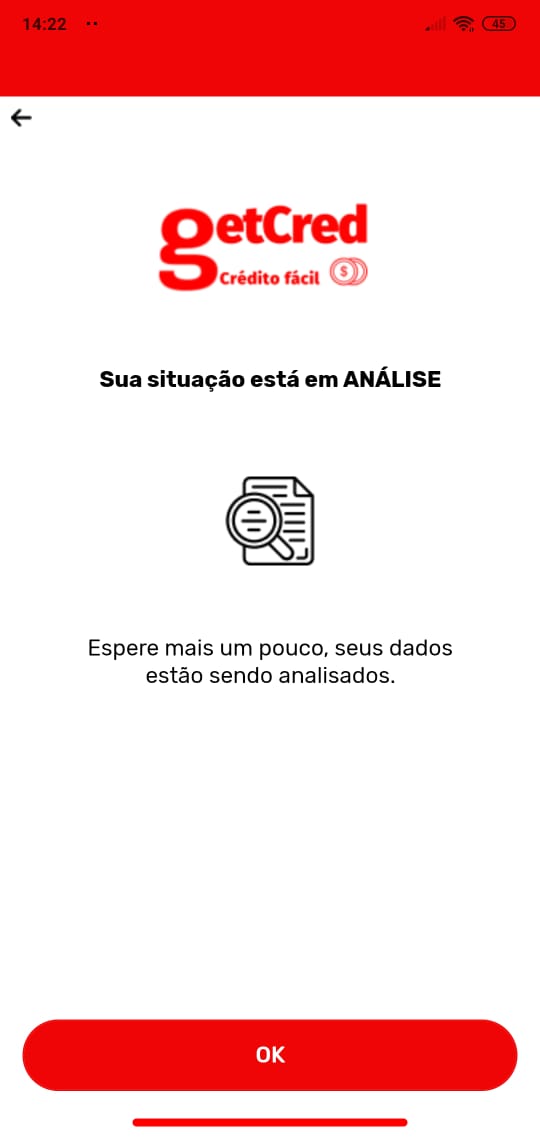 14:22
45
getCred
Crédito fácil
$
Sua situação está em ANÁLISE
Espere mais um pouco, seus dados
estão sendo analisados.
OK